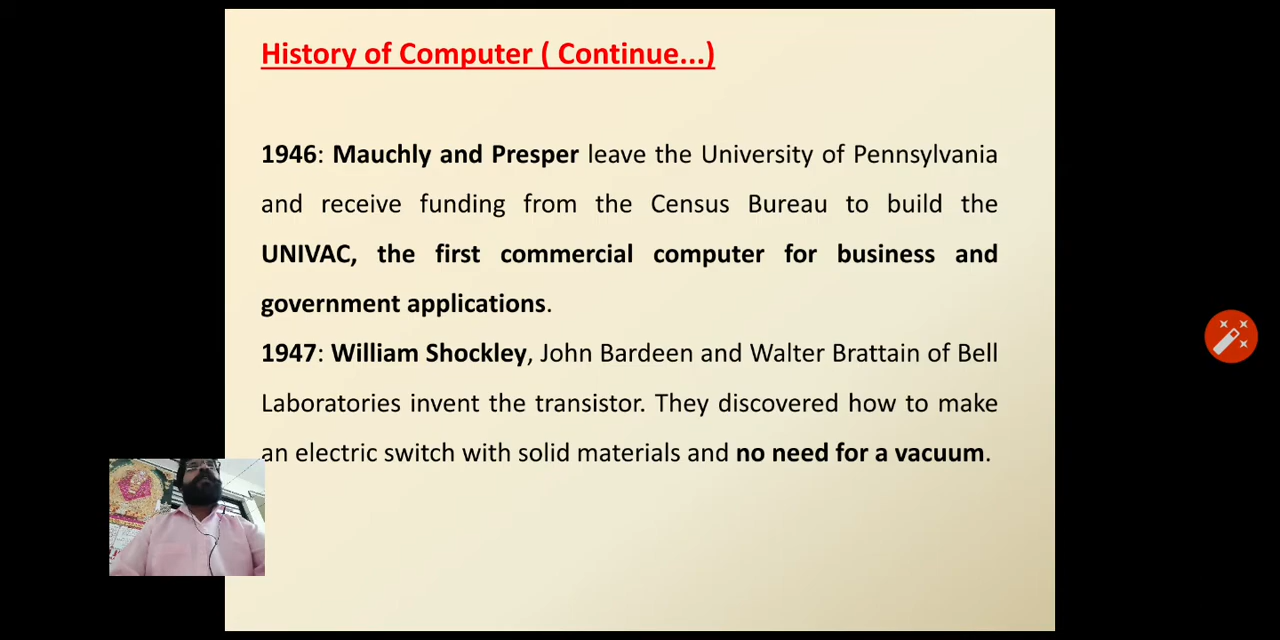 History of Computer ( Continue...)
1946: Mauchly and Presper leave the University of Pennsylvania
and receive funding from the Census Bureau to build the
UNIVAC, the first commercial computer for business and
government applications.
1947: William Shockley, John Bardeen and Walter Brattain of Bell
Laboratories invent the transistor. They discovered how to make
an electric switch with solid materials and no need for a vacuum.